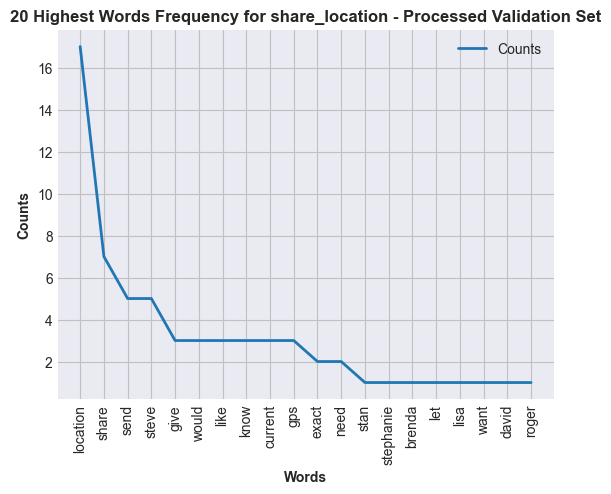 20 Highest Words Frequency for share_location - Processed Validation Set
Counts
Counts
16
14
12
10
8
6
4
2
location
share
send
steve
give
would
like
know
current
gps
exact
need
stan
stephanie
brenda
let
lisa
want
david
roger
Words